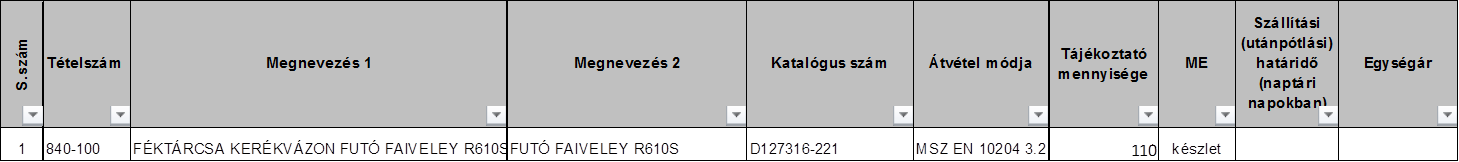 S.szám
Tételszám
Megnevezés 1
Megnevezés 2
Katalógus szám
Átvétel módja
Tájékoztató
mennyisége
ME
Szállítási
(utánpótlási)
határidő
(naptári
napokban)
Egységár
1 840-100 FÉKTÁRCSA KERÉKVÁZON FUTÓ FAIVELEY R610S FUTÓ FAIVELEY R610S D127316-221 MSZ EN 10204 3.2 110 készlet